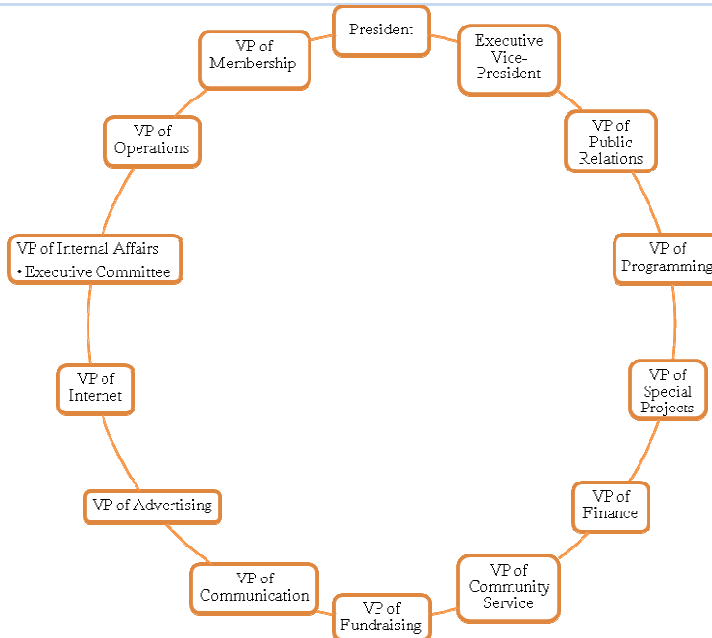 President
Executive
Vice-
President
VP of
Public
Relations
VP of
Programming
VP of
Special
Projects
VP of
Finance
VP of
Community
Service
VP of
Fundraising
VP of
Communication
VP of Advertising
VP of
Internet
VP of Internal Affairs
• Executive Committee
VP of
Operations
VP of
Membership